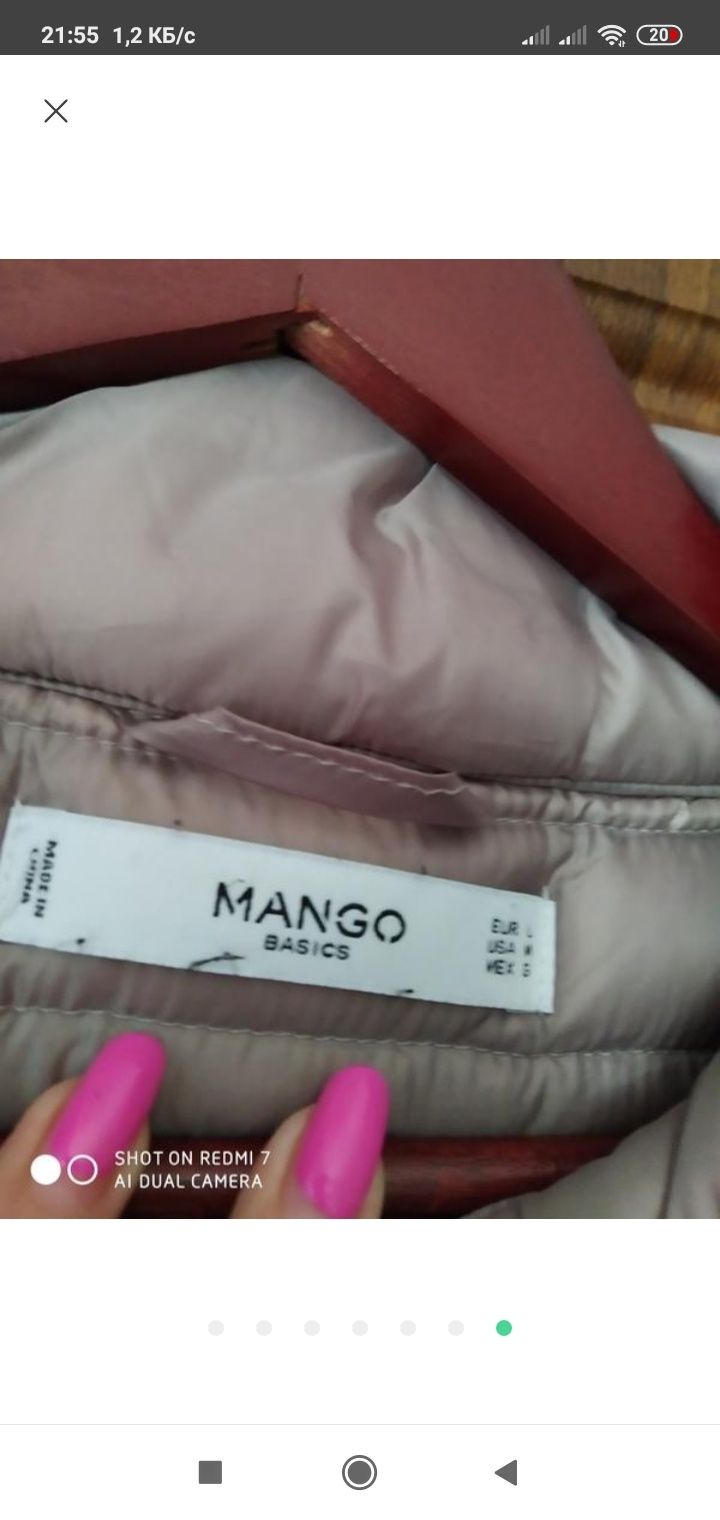 21:55 1,2 КБ/с
20
MADE IN
CHINA
MANGO
BASICS
EUR L
USA M
MEX G
SHOT ON REDMI 7
AI DUAL CAMERA